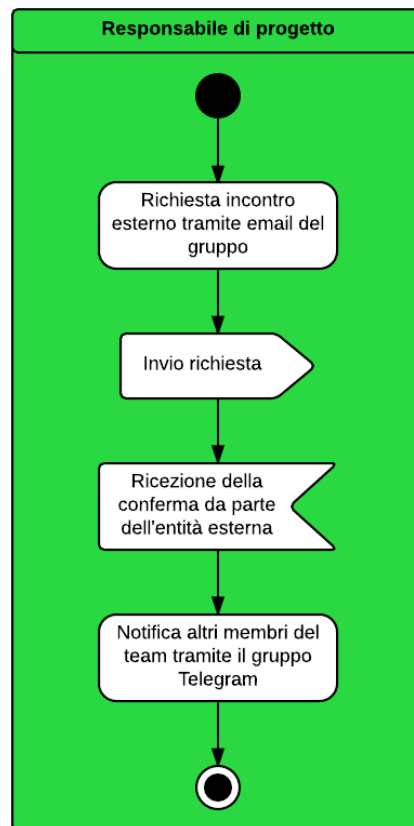 Responsabile di progetto
Richiesta incontro
esterno tramite email del
gruppo
Invio richiesta
Ricezione della
conferma da parte
dell'entità esterna
Notifica altri membri del
team tramite il gruppo
Telegram